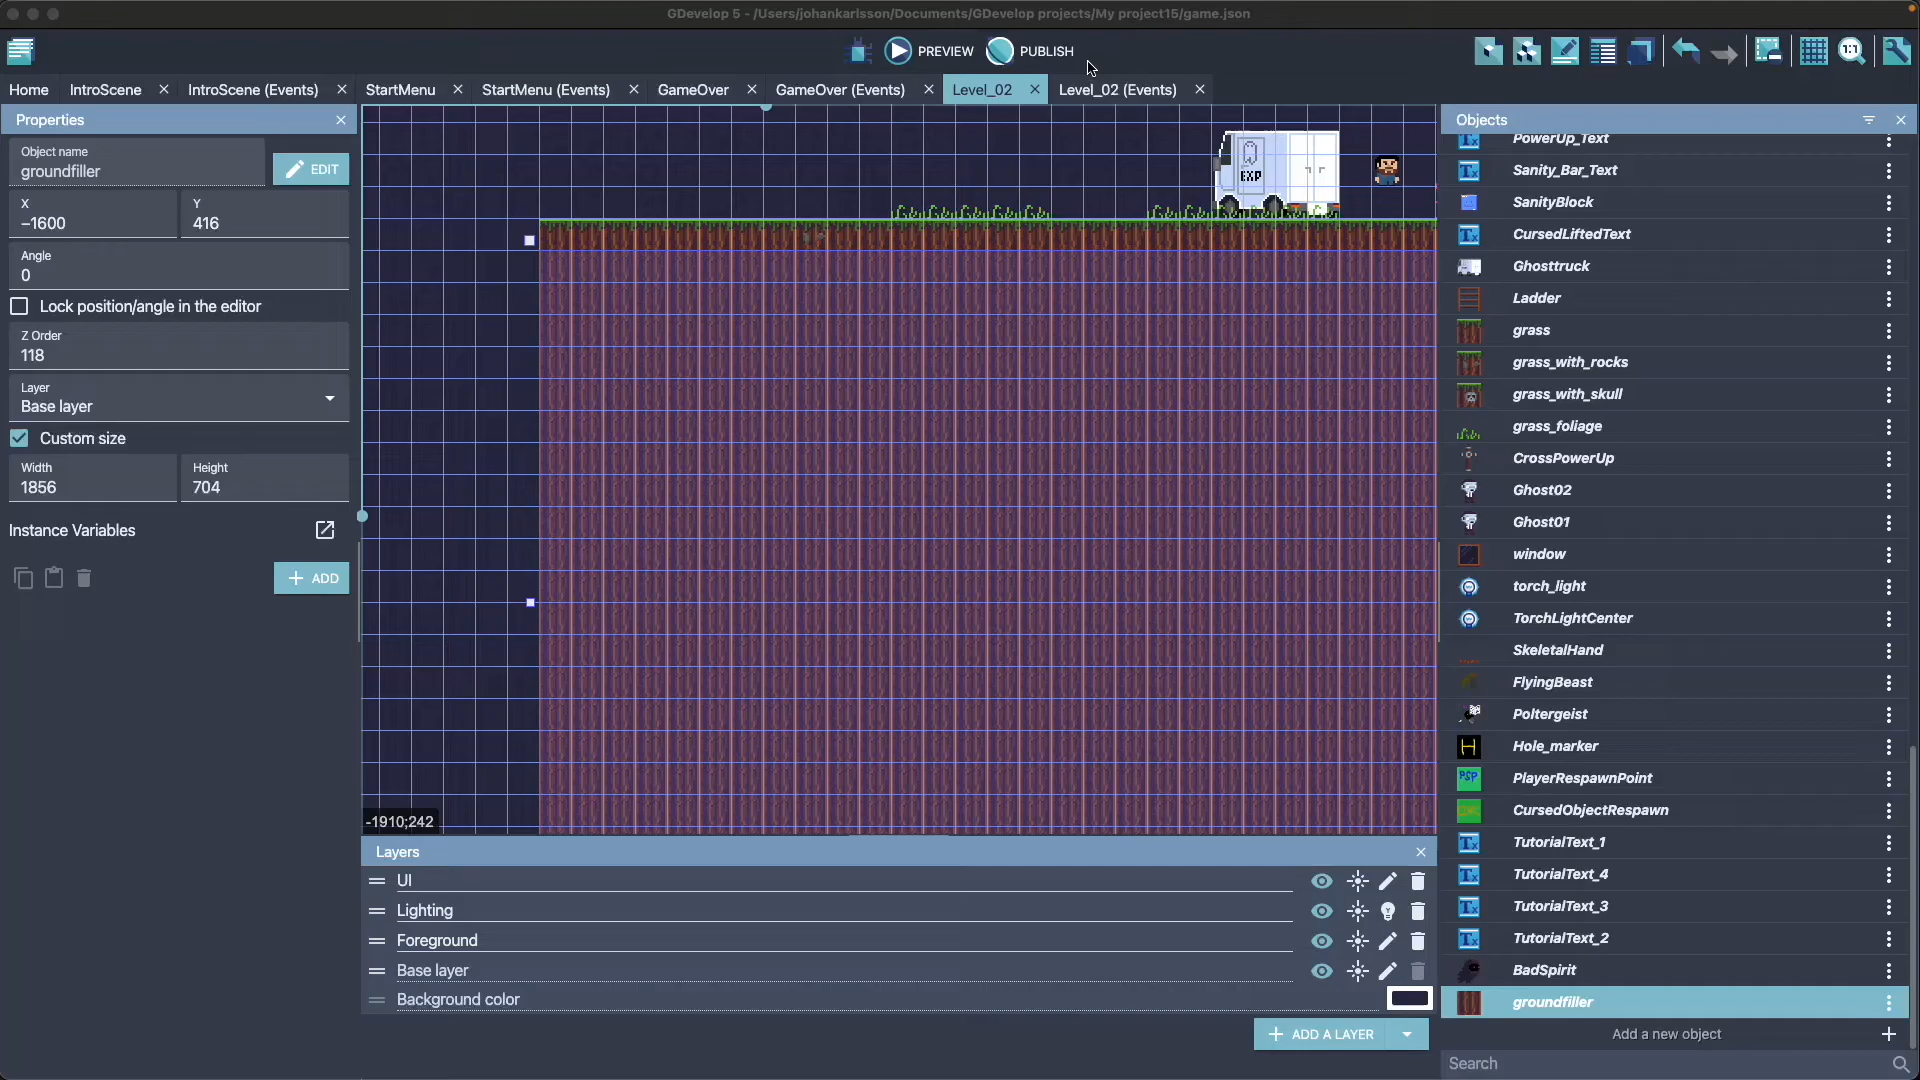 GDevelop 5 - /Users/johankarlsson/Documents/GDevelop projects/My project15/game.json
PREVIEW
PUBLISH
1:1
Home
IntroScene
IntroScene (Events)
StartMenu
StartMenu (Events)
GameOver
GameOver (Events)
Level_02
Level_02 (Events)
Properties
Object name
groundfiller
EDIT
X
-1600
Y
416
Angle
0
Lock position/angle in the editor
Z Order
118
Layer
Base layer
Custom size
Width
1856
Height
704
Instance Variables
ADD
EXP
-1910;242
Layers
UI
Lighting
Foreground
Base layer
Background color
ADD A LAYER
Objects
PowerUp_Text
Sanity_Bar_Text
SanityBlock
CursedLiftedText
Ghosttruck
Ladder
grass
grass_with_rocks
grass_with_skull
grass_foliage
CrossPowerUp
Ghost02
Ghost01
window
torch_light
TorchLightCenter
SkeletalHand
FlyingBeast
Poltergeist
H
Hole_marker
PSP
PlayerRespawnPoint
CursedObjectRespawn
TutorialText_1
TutorialText_4
TutorialText_3
TutorialText_2
BadSpirit
groundfiller
Add a new object
Search